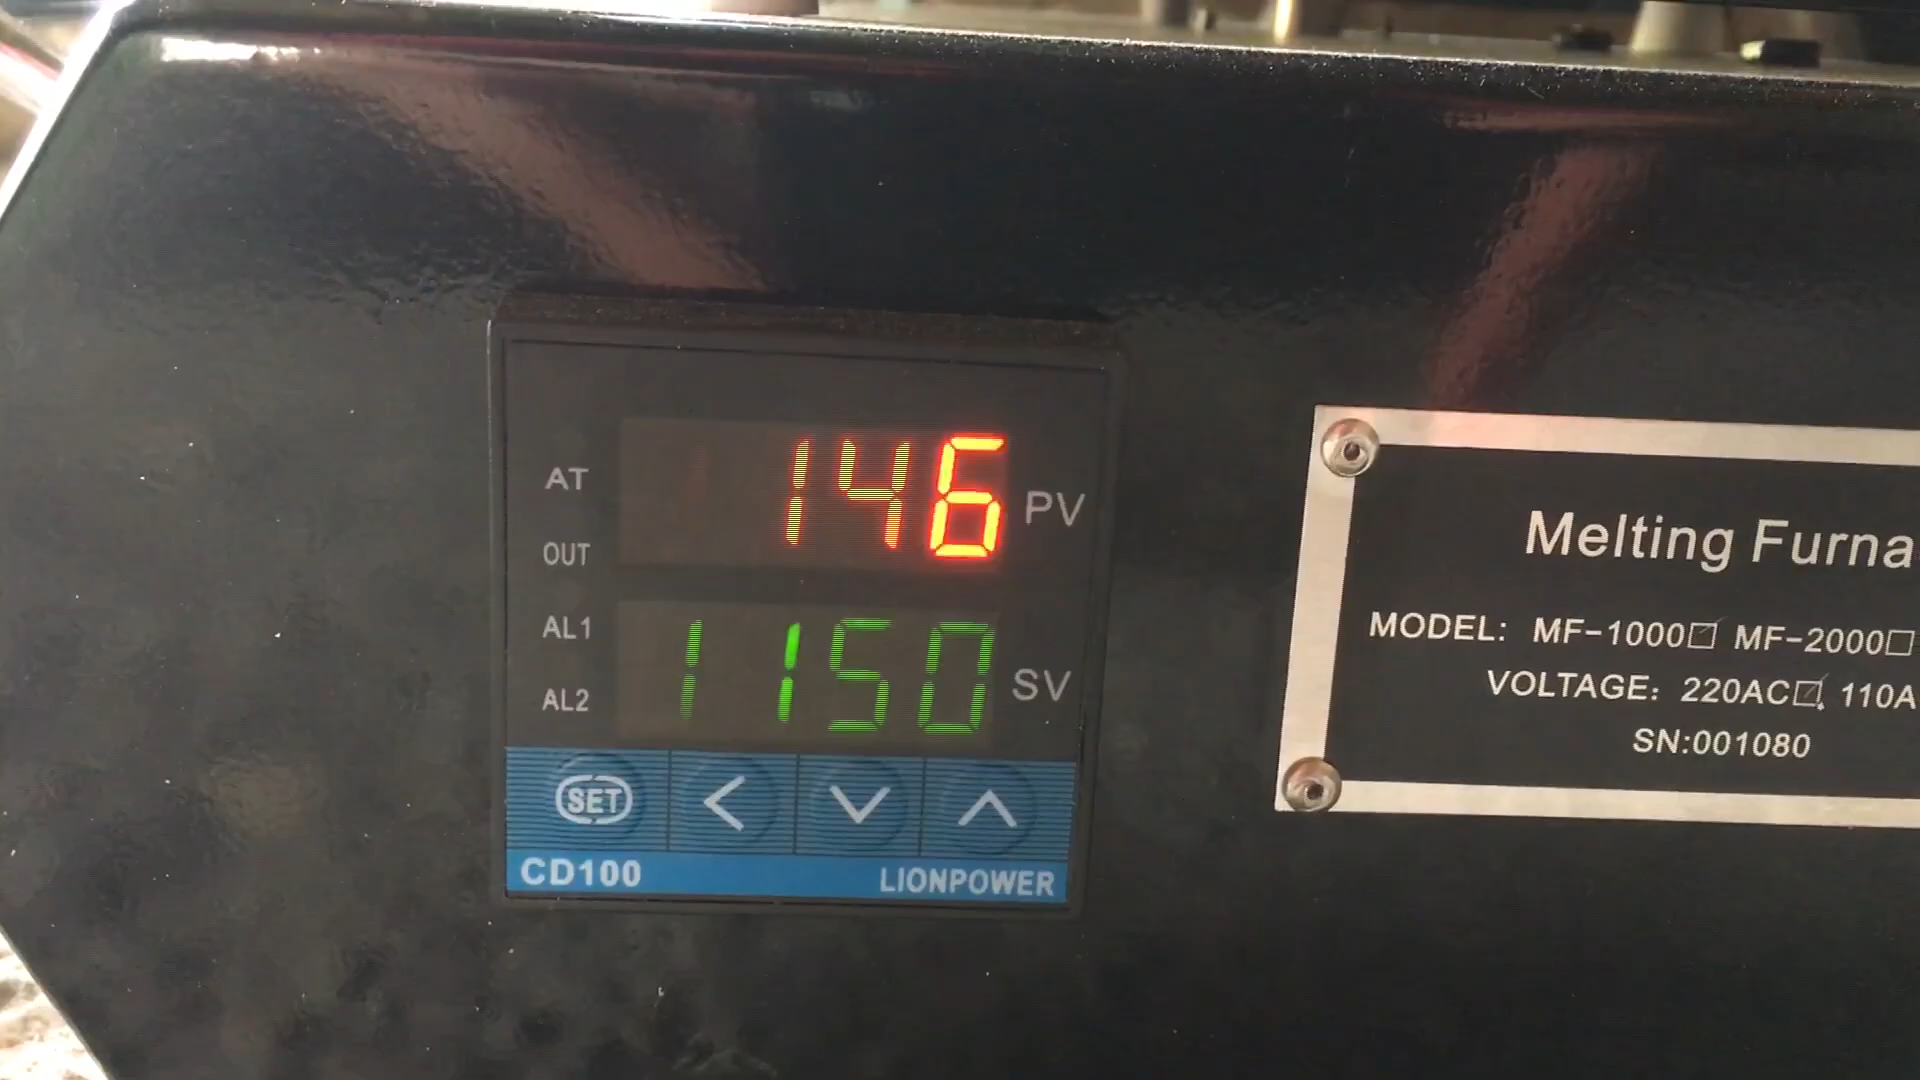 AT
146 PV
OUT
AL1
1150 SV
AL2
SET
CD100 LIONPOWER
Melting Furna
MODEL: MF-1000☑ MF-2000☐
VOLTAGE: 220AC☑ 110A
SN:001080